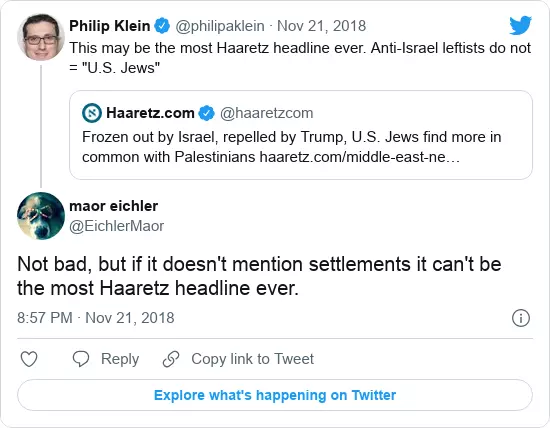 Philip Klein @philipaklein · Nov 21, 2018
This may be the most Haaretz headline ever. Anti-Israel leftists do not
= "U.S. Jews"
Haaretz.com @haaretzcom
Frozen out by Israel, repelled by Trump, U.S. Jews find more in
common with Palestinians haaretz.com/middle-east-ne…
maor eichler
@EichlerMaor
Not bad, but if it doesn't mention settlements it can't be
the most Haaretz headline ever.
8:57 PM · Nov 21, 2018
Reply
Copy link to Tweet
Explore what's happening on Twitter